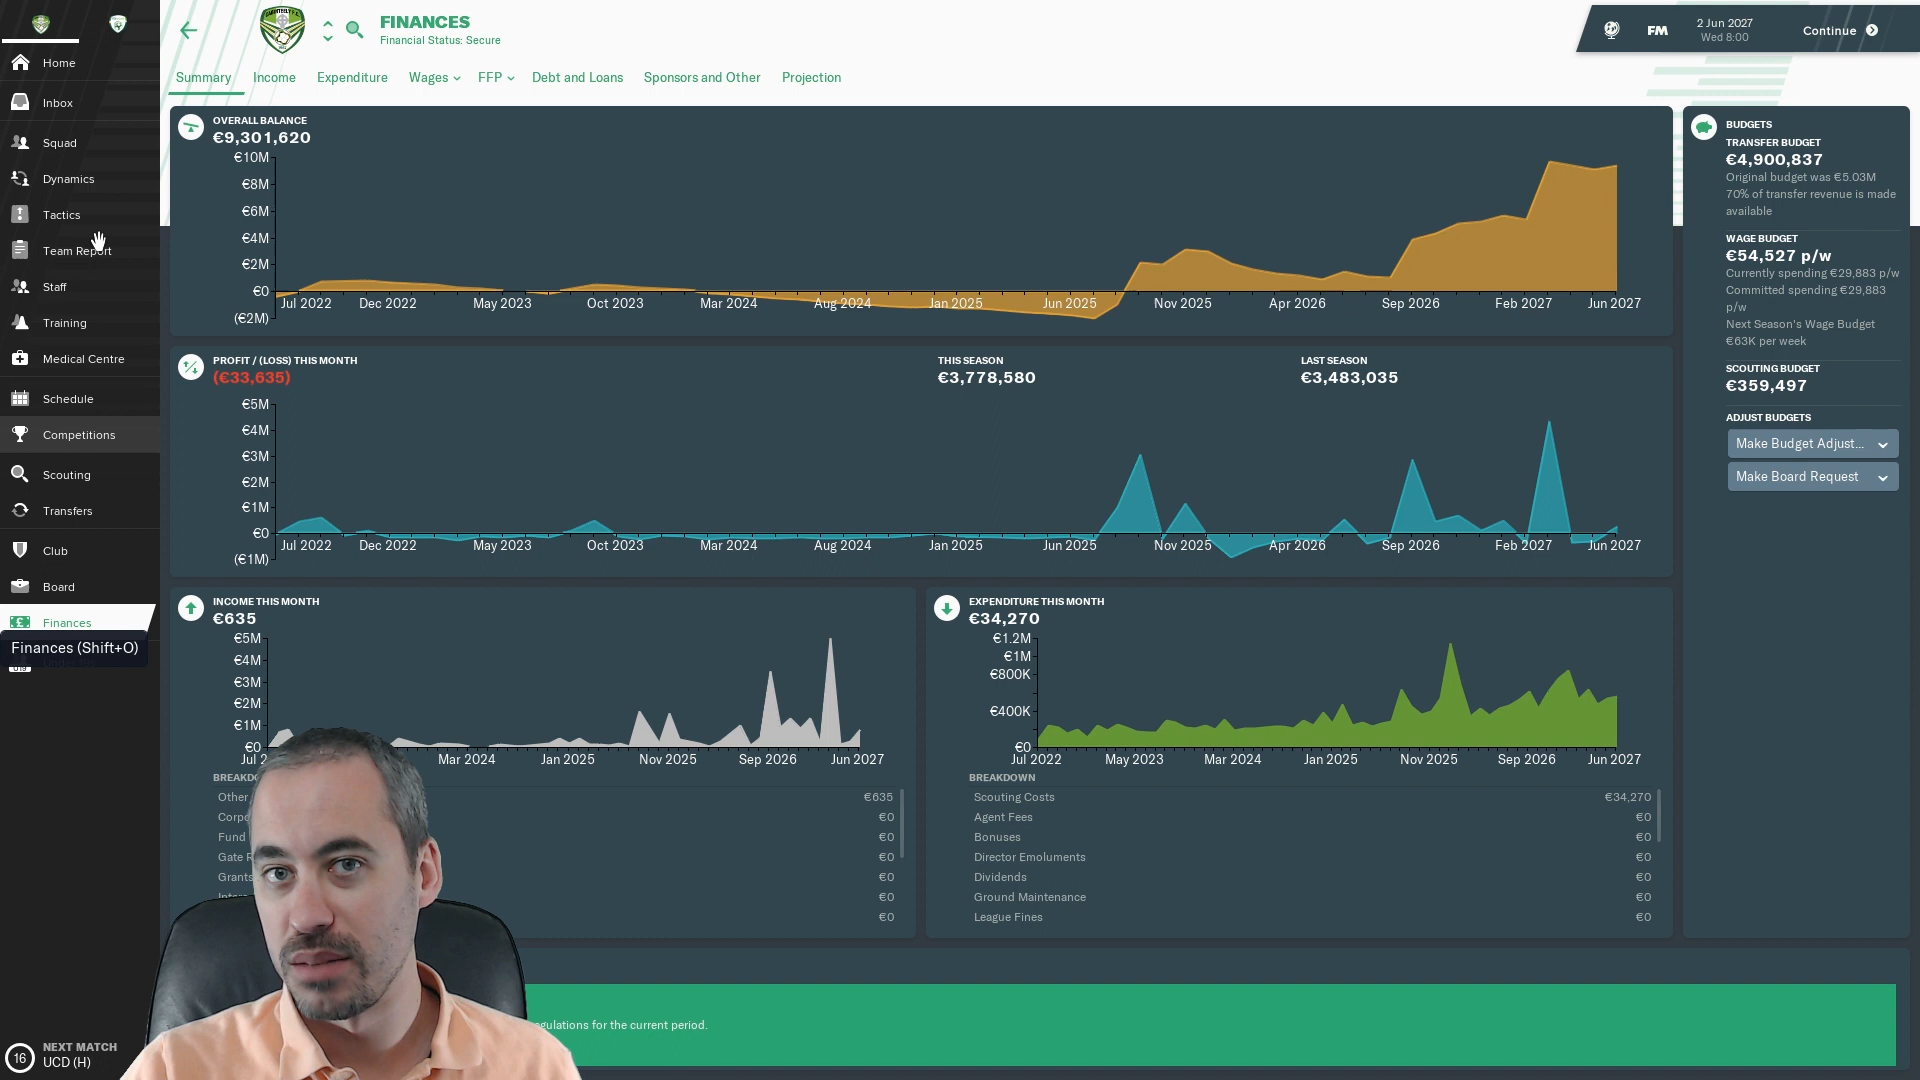 FINANCES
Financial Status: Secure
FM
2 Jun 2027
Wed 8:00
Continue
Home
Inbox
Squad
Dynamics
Tactics
Team Report
Staff
Training
Medical Centre
Schedule
Competitions
Scouting
Transfers
Club
Board
Finances
Finances (Shift+O)
16
NEXT MATCH
UCD (H)
Summary Income Expenditure Wages FFP Debt and Loans Sponsors and Other Projection
OVERALL BALANCE
€9,301,620
€10M
€8M
€6M
€4M
€2M
€0
(€2M)
Jul 2022 Dec 2022 May 2023 Oct 2023 Mar 2024 Aug 2024 Jan 2025 Jun 2025 Nov 2025 Apr 2026 Sep 2026 Feb 2027 Jun 2027
PROFIT / (LOSS) THIS MONTH
(€33,635)
THIS SEASON
€3,778,580
LAST SEASON
€3,483,035
€5M
€4M
€3M
€2M
€1M
€0
(€1M)
Jul 2022 Dec 2022 May 2023 Oct 2023 Mar 2024 Aug 2024 Jan 2025 Jun 2025 Nov 2025 Apr 2026 Sep 2026 Feb 2027 Jun 2027
INCOME THIS MONTH
€635
€5M
€4M
€3M
€2M
€1M
€0
Jul 2 Mar 2024 Jan 2025 Nov 2025 Sep 2026 Jun 2027
BREAKDO
Other €635
Corpo €0
Fund €0
Gate R €0
Grants €0
€0
€0
EXPENDITURE THIS MONTH
€34,270
€1.2M
€1M
€800K
€400K
€0
Jul 2022 May 2023 Mar 2024 Jan 2025 Nov 2025 Sep 2026 Jun 2027
BREAKDOWN
Scouting Costs €34,270
Agent Fees €0
Bonuses €0
Director Emoluments €0
Dividends €0
Ground Maintenance €0
League Fines €0
gulations for the current period.
BUDGETS
TRANSFER BUDGET
€4,900,837
Original budget was €5.03M
70% of transfer revenue is made
available
WAGE BUDGET
€54,527 p/w
Currently spending €29,883 p/w
Committed spending €29,883
p/w
Next Season's Wage Budget
€63K per week
SCOUTING BUDGET
€359,497
ADJUST BUDGETS
Make Budget Adjust...
Make Board Request